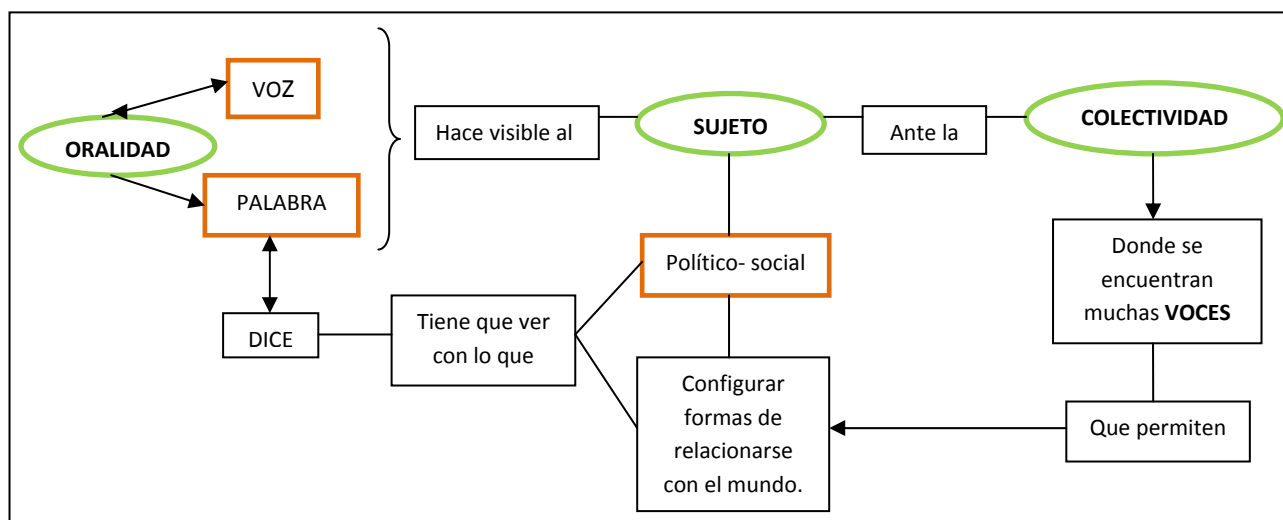 VOZ
ORALIDAD
PALABRA
DICE
Hace visible al
SUJETO
Ante la
COLECTIVIDAD
Político- social
Tiene que ver
con lo que
Configurar
formas de
relacionarse
con el mundo.
Donde se
encuentran
muchas VOCES
Que permiten